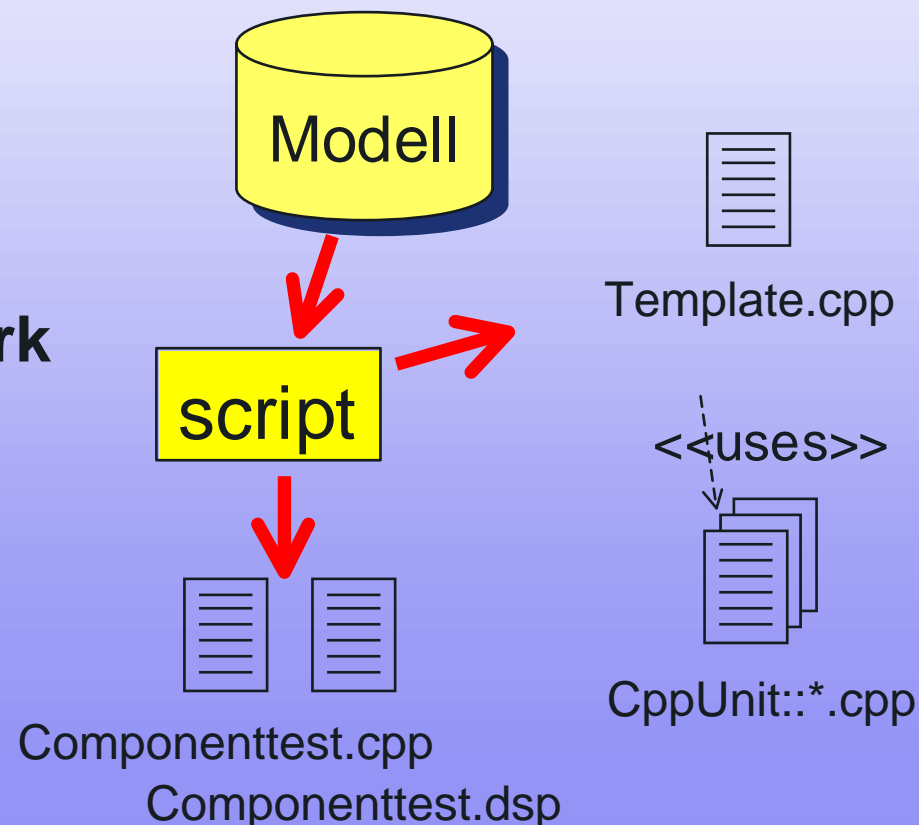 Modell
Template.cpp
rk
script
<<uses>>
CppUnit::*.cpp
Componenttest.cpp
Componenttest.dsp